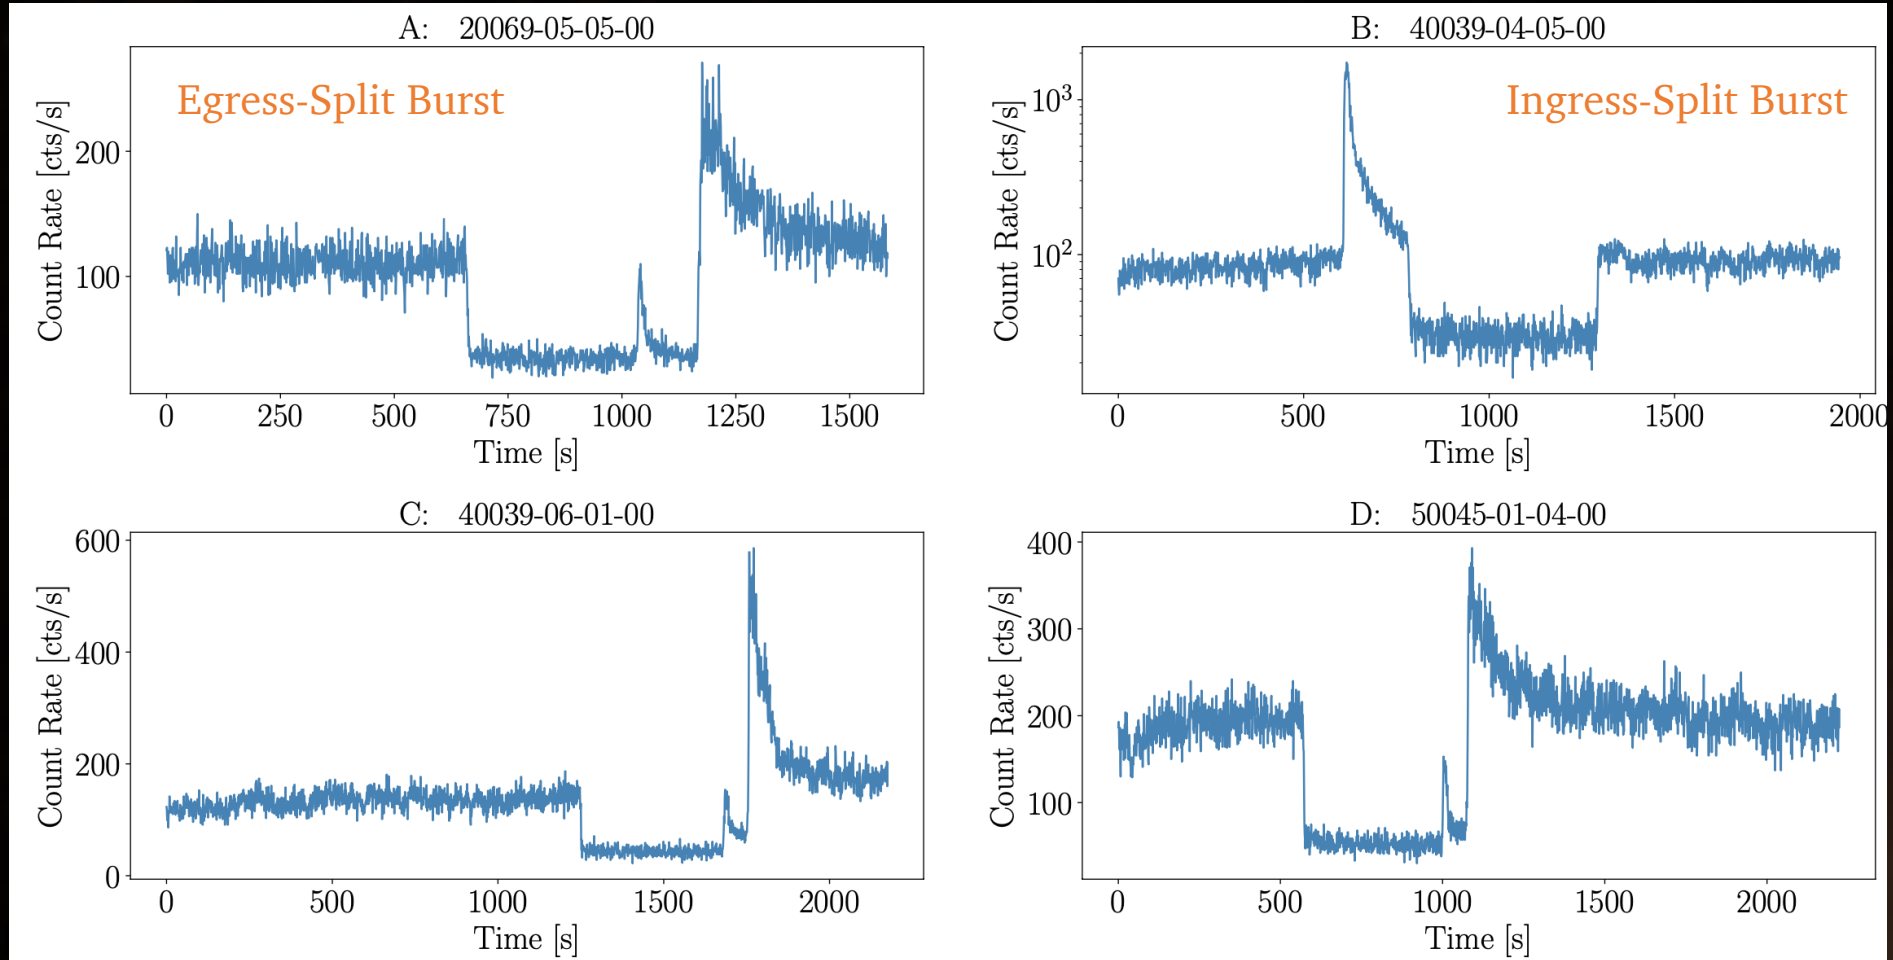 A: 20069-05-05-00
Egress-Split Burst
Count Rate [cts/s]
200
100
0 250 500 750 1000 1250 1500
Time [s]
B: 40039-04-05-00
Ingress-Split Burst
Count Rate [cts/s]
10³
10²
0 500 1000 1500 2000
Time [s]
C: 40039-06-01-00
Count Rate [cts/s]
600
400
200
0
0 500 1000 1500 2000
Time [s]
D: 50045-01-04-00
Count Rate [cts/s]
400
300
200
100
0 500 1000 1500 2000
Time [s]